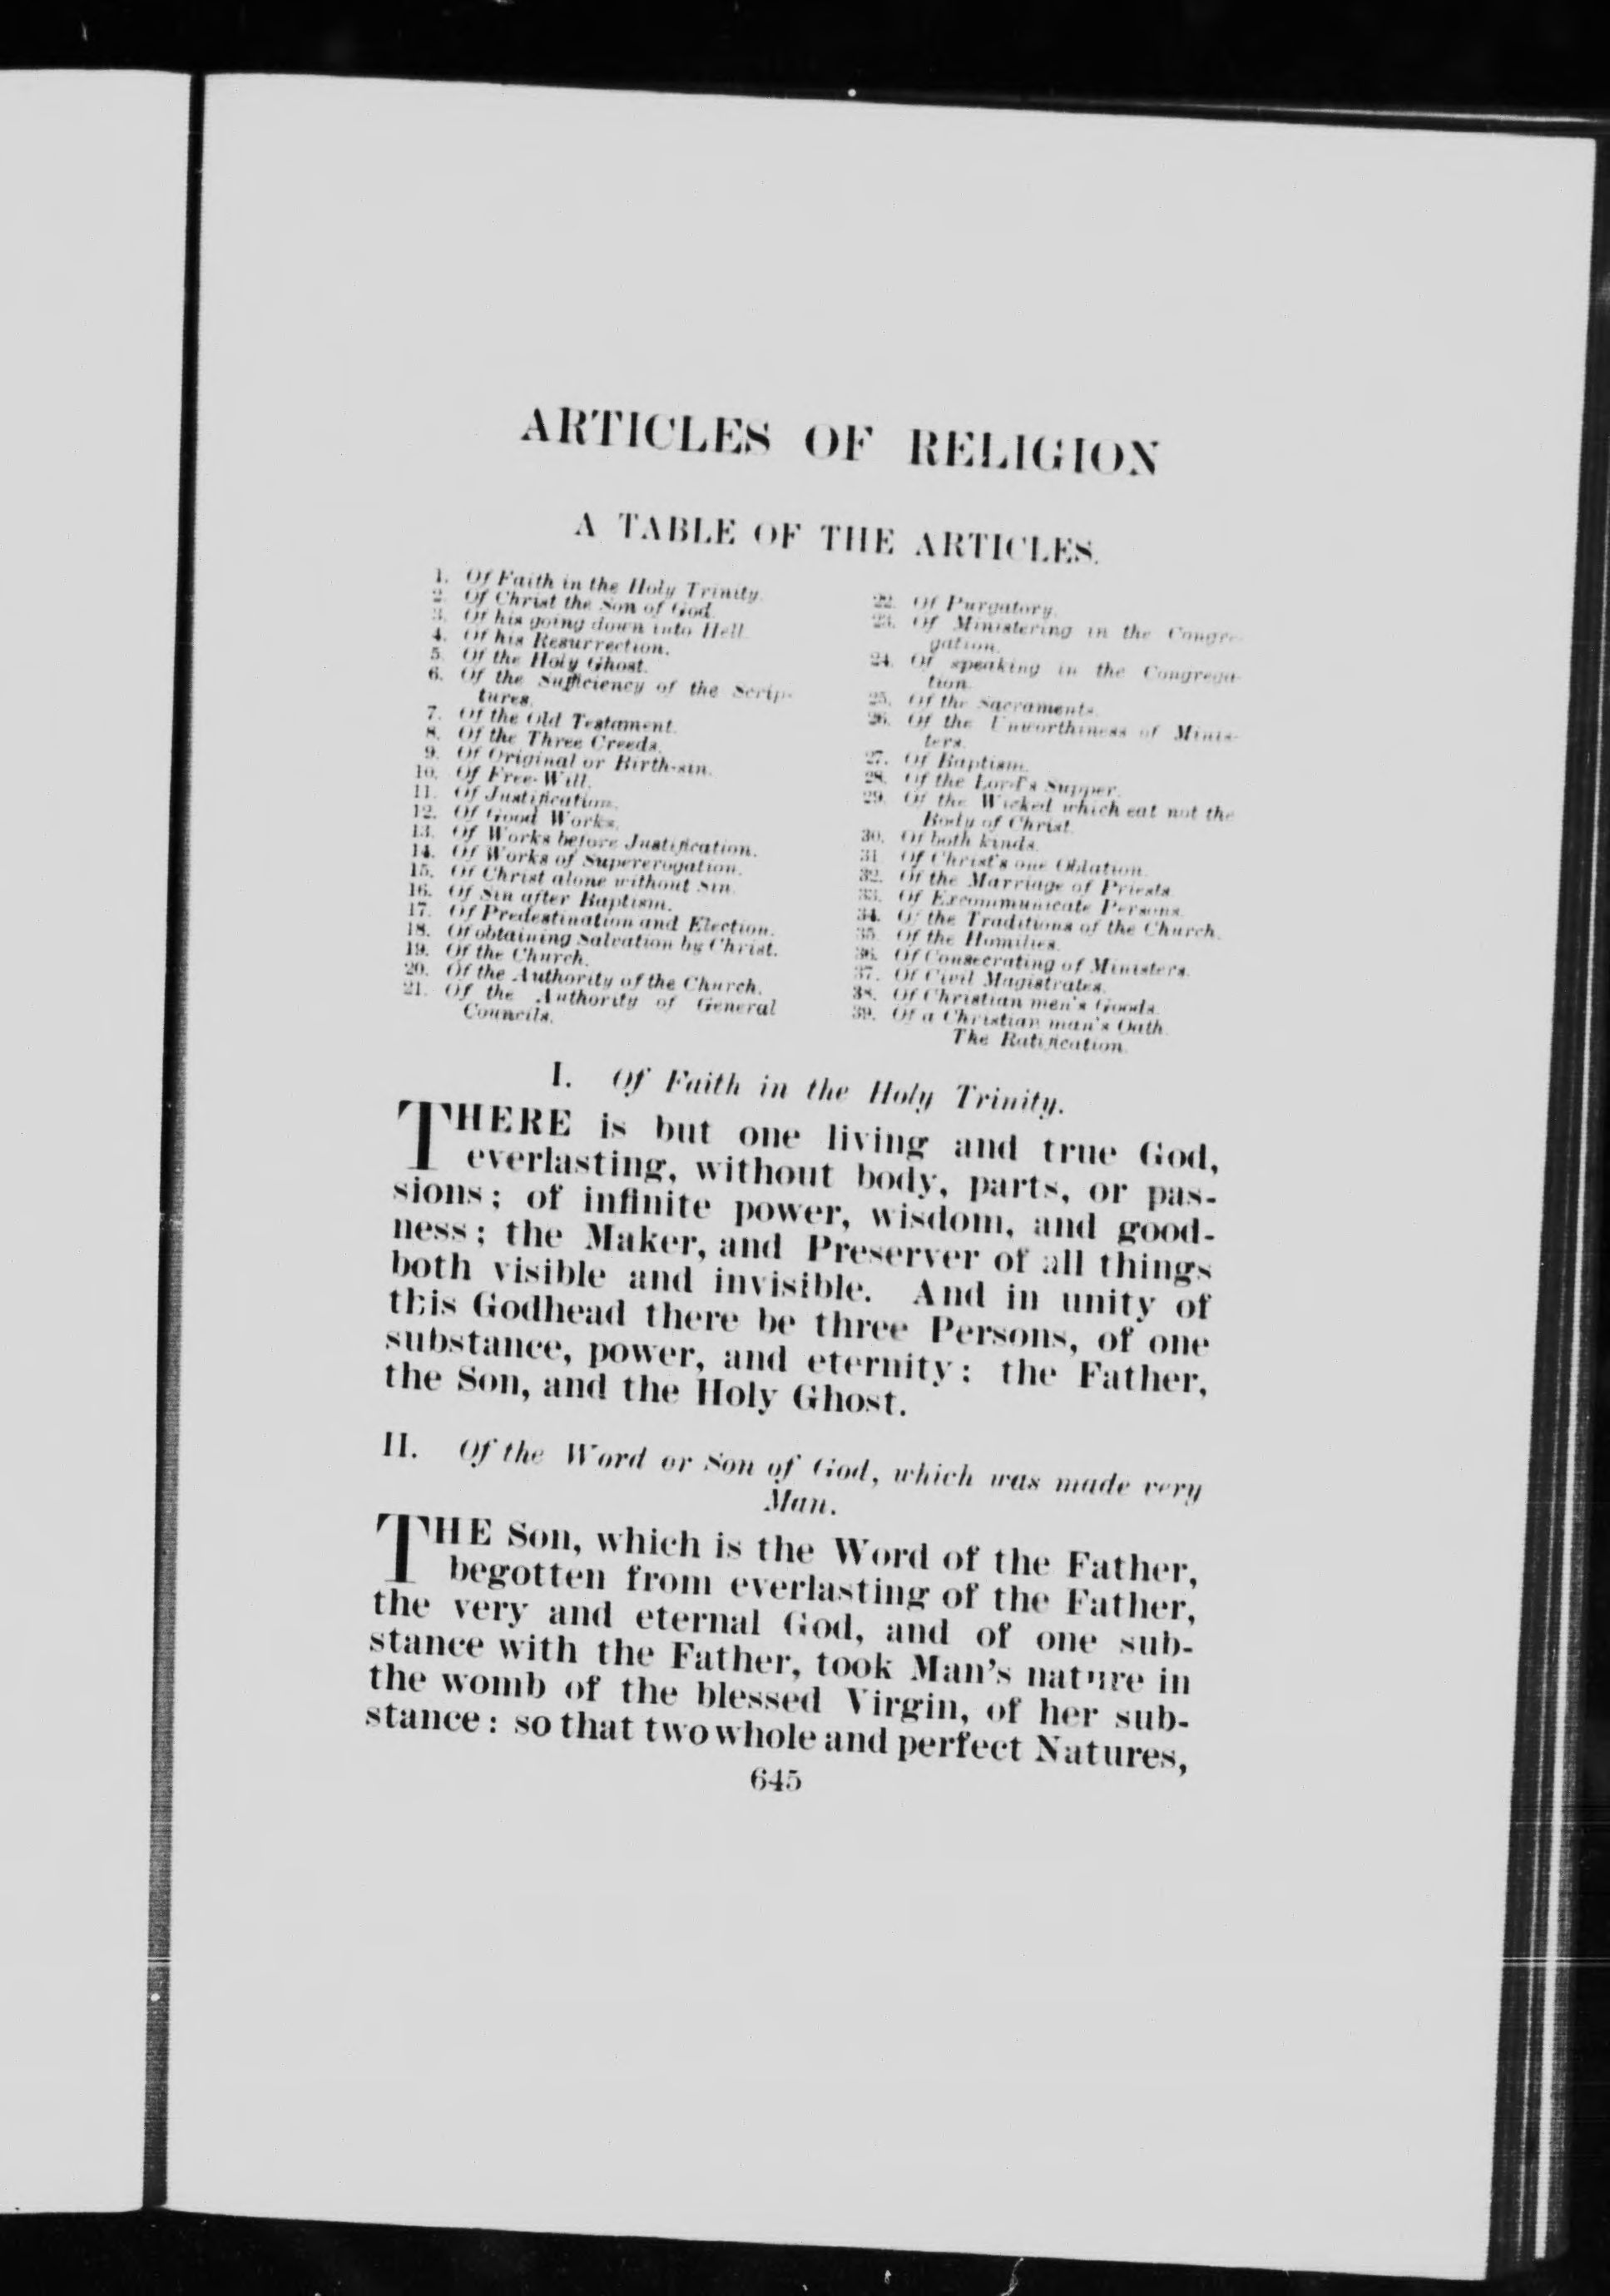 ARTICLES OF RELIGION
A TABLE OF THE ARTICLES.
1. Of Faith in the Holy Trinity.
2. Of Christ the Son of God.
3. Of his going down into Hell.
4. Of his Resurrection.
5. Of the Holy Ghost.
6. Of the Sufficiency of the Scrip-
tures.
7. Of the Old Testament.
8. Of the Three Creeds.
9. Of Original or Birth-sin.
10. Of Free-Will.
11. Of Justification.
12. Of Good Works.
13. Of Works before Justification.
14. Of Works of Supererogation.
15. Of Christ alone without Sin.
16. Of Sin after Baptism.
17. Of Predestination and Election.
18. Of obtaining Salvation by Christ.
19. Of the Church.
20. Of the Authority of the Church.
21. Of the Authority of General
Councils.
22. Of Purgatory.
23. Of Ministering in the Congre-
gation.
24. Of speaking in the Congrega-
tion.
25. Of the Sacraments.
26. Of the Unworthiness of Minis-
ters.
27. Of Baptism.
28. Of the Lord's Supper.
29. Of the Wicked which eat not the
Body of Christ.
30. Of both kinds.
31. Of Christ's one Oblation.
32. Of the Marriage of Priests.
33. Of Excommunicate Persons.
34. Of the Traditions of the Church.
35. Of the Homilies.
36. Of Consecrating of Ministers.
37. Of Civil Magistrates.
38. Of Christian men's Goods.
39. Of a Christian man's Oath.
The Ratification.
I. Of Faith in the Holy Trinity.
THERE is but one living and true God,
everlasting, without body, parts, or pas-
sions; of infinite power, wisdom, and good-
ness; the Maker, and Preserver of all things
both visible and invisible. And in unity of
this Godhead there be three Persons, of one
substance, power, and eternity: the Father,
the Son, and the Holy Ghost.
II. Of the Word or Son of God, which was made very
Man.
THE Son, which is the Word of the Father,
begotten from everlasting of the Father,
the very and eternal God, and of one sub-
stance with the Father, took Man's nature in
the womb of the blessed Virgin, of her sub-
stance: so that two whole and perfect Natures,
645